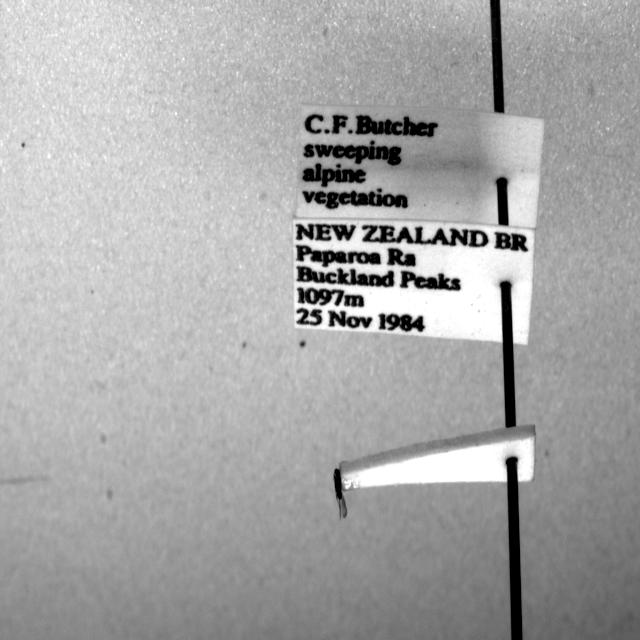 C.F.Butcher
sweeping
alpine
vegetation
NEW ZEALAND BR
Paparoa Ra
Buckland Peaks
1097m
25 Nov 1984